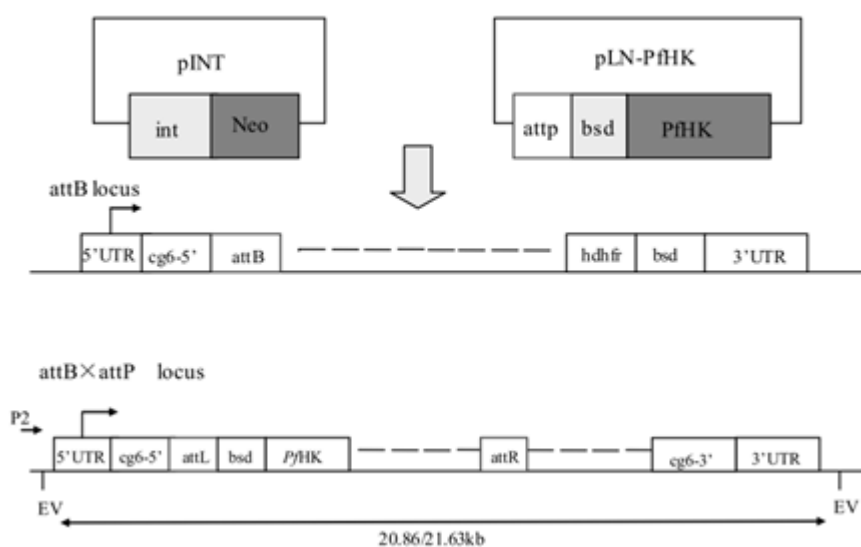 pINT
pLN-PfHK
int Neo
attp bsd PfHK
attB locus
5'UTR cg6-5' attB hdhfr bsd 3'UTR
attB×attP locus
P2
5'UTR cg6-5' attL bsd PfHK attR cg6-3' 3'UTR
EV EV
20.86/21.63kb